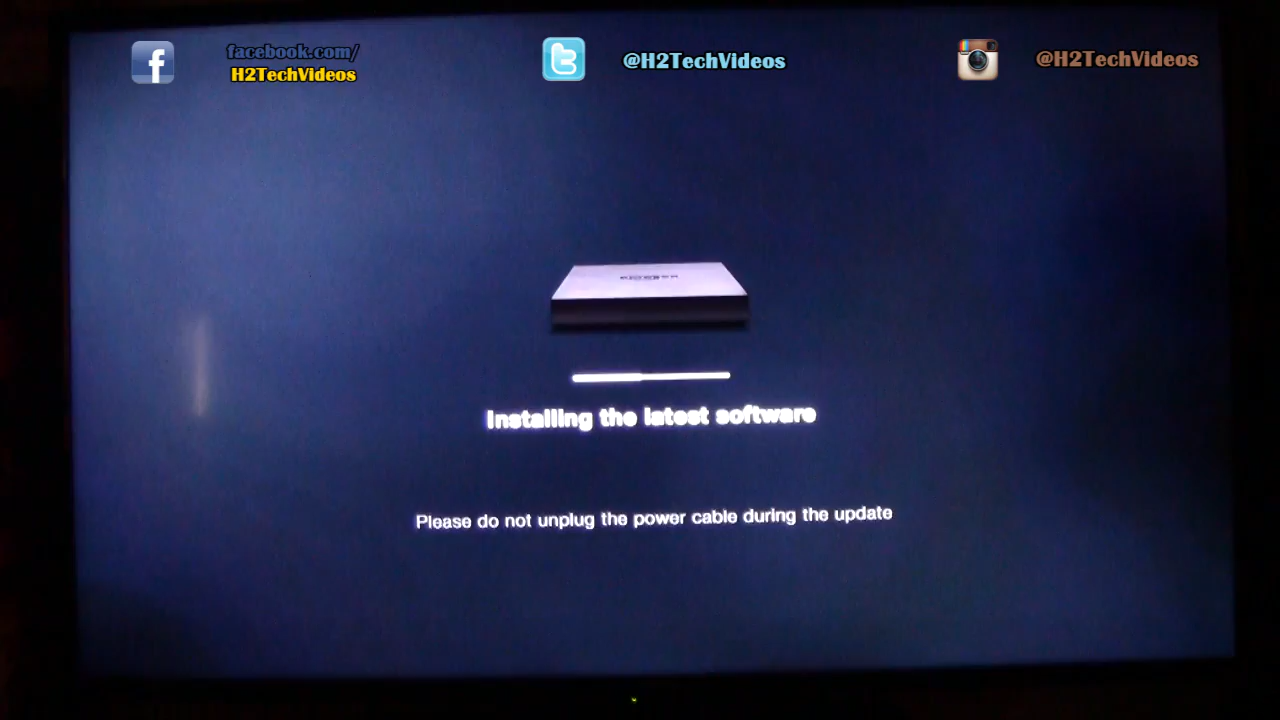 facebook.com/
H2TechVideos
@H2TechVideos
@H2TechVideos
Installing the latest software
Please do not unplug the power cable during the update